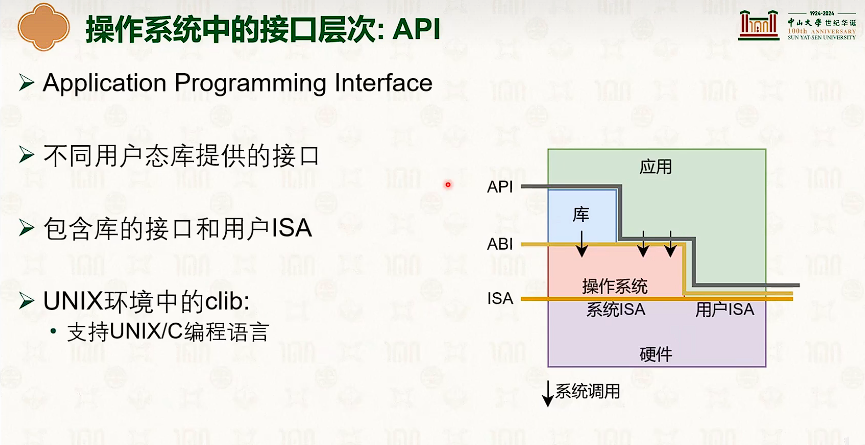 操作系统中的接口层次: API
1924-2024
中山大学 世纪华诞
100th ANNIVERSARY
SUN YAT-SEN UNIVERSITY
Application Programming Interface
不同用户态库提供的接口
包含库的接口和用户ISA
UNIX环境中的clib:
• 支持UNIX/C编程语言
应用
API
库
ABI
操作系统
ISA
系统ISA
用户ISA
硬件
系统调用